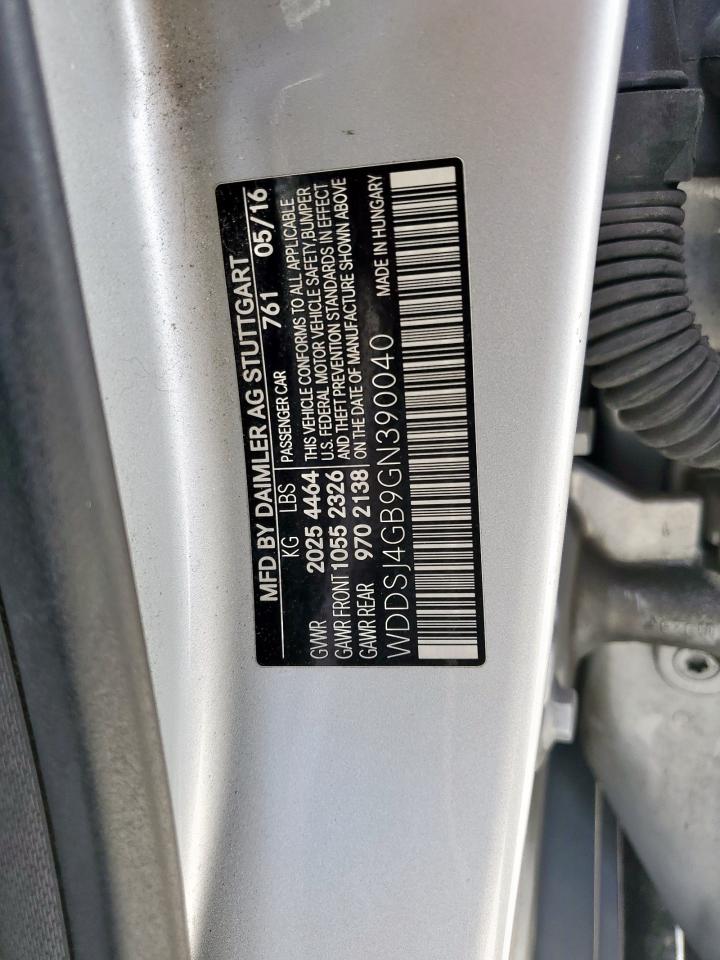 MFD BY DAIMLER AG STUTTGART
761 05/16
KG LBS
PASSENGER CAR
GWWR 2025 4464
GAWR FRONT 1055 2326
GAWR REAR 970 2138
THIS VEHICLE CONFORMS TO ALL APPLICABLE
U.S. FEDERAL MOTOR VEHICLE SAFETY,BUMPER
AND THEFT PREVENTION STANDARDS IN EFFECT
ON THE DATE OF MANUFACTURE SHOWN ABOVE
MADE IN HUNGARY
WDDSJ4GB9GN390040